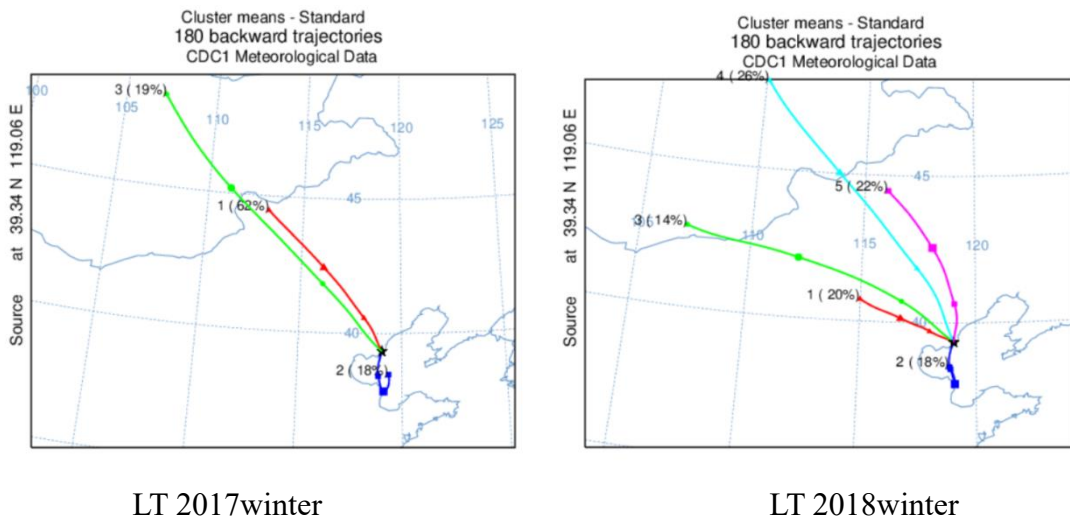 Cluster means - Standard
180 backward trajectories
CDC1 Meteorological Data
Source at 39.34 N 119.06 E
100
105
110
115
120
125
45
40
3 ( 19%)
1 ( 62%)
2 ( 18%)
LT 2017winter
Cluster means - Standard
180 backward trajectories
CDC1 Meteorological Data
Source at 39.34 N 119.06 E
4 ( 26%)
5 ( 22%)
45
3 ( 14%)
105
110
115
120
1 ( 20%)
40
2 ( 18%)
LT 2018winter